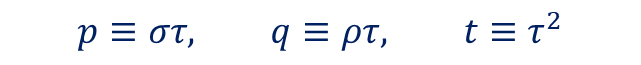 p ≡ στ, q ≡ ρτ, t ≡ τ²